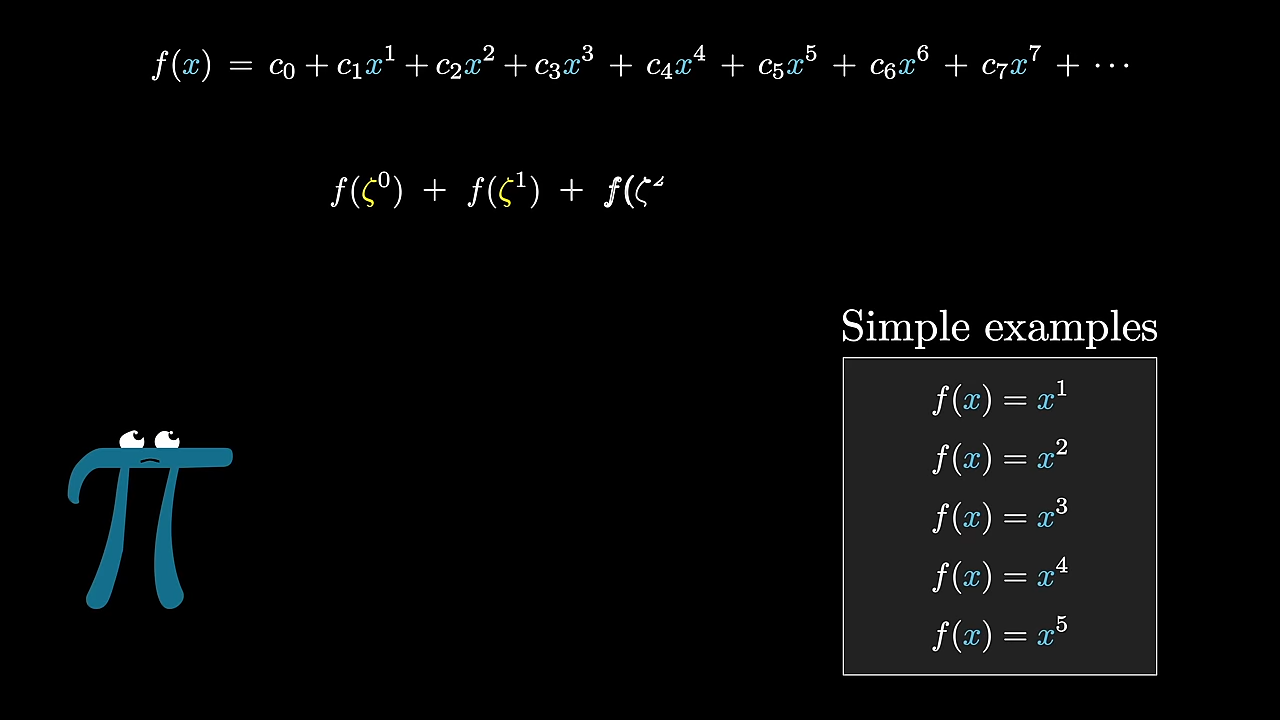 f(x) = c₀ + c₁x¹ + c₂x² + c₃x³ + c₄x⁴ + c₅x⁵ + c₆x⁶ + c₇x⁷ + ⋯
f(ζ⁰) + f(ζ¹) + f(ζ
Simple examples
f(x) = x¹
f(x) = x²
f(x) = x³
f(x) = x⁴
f(x) = x⁵